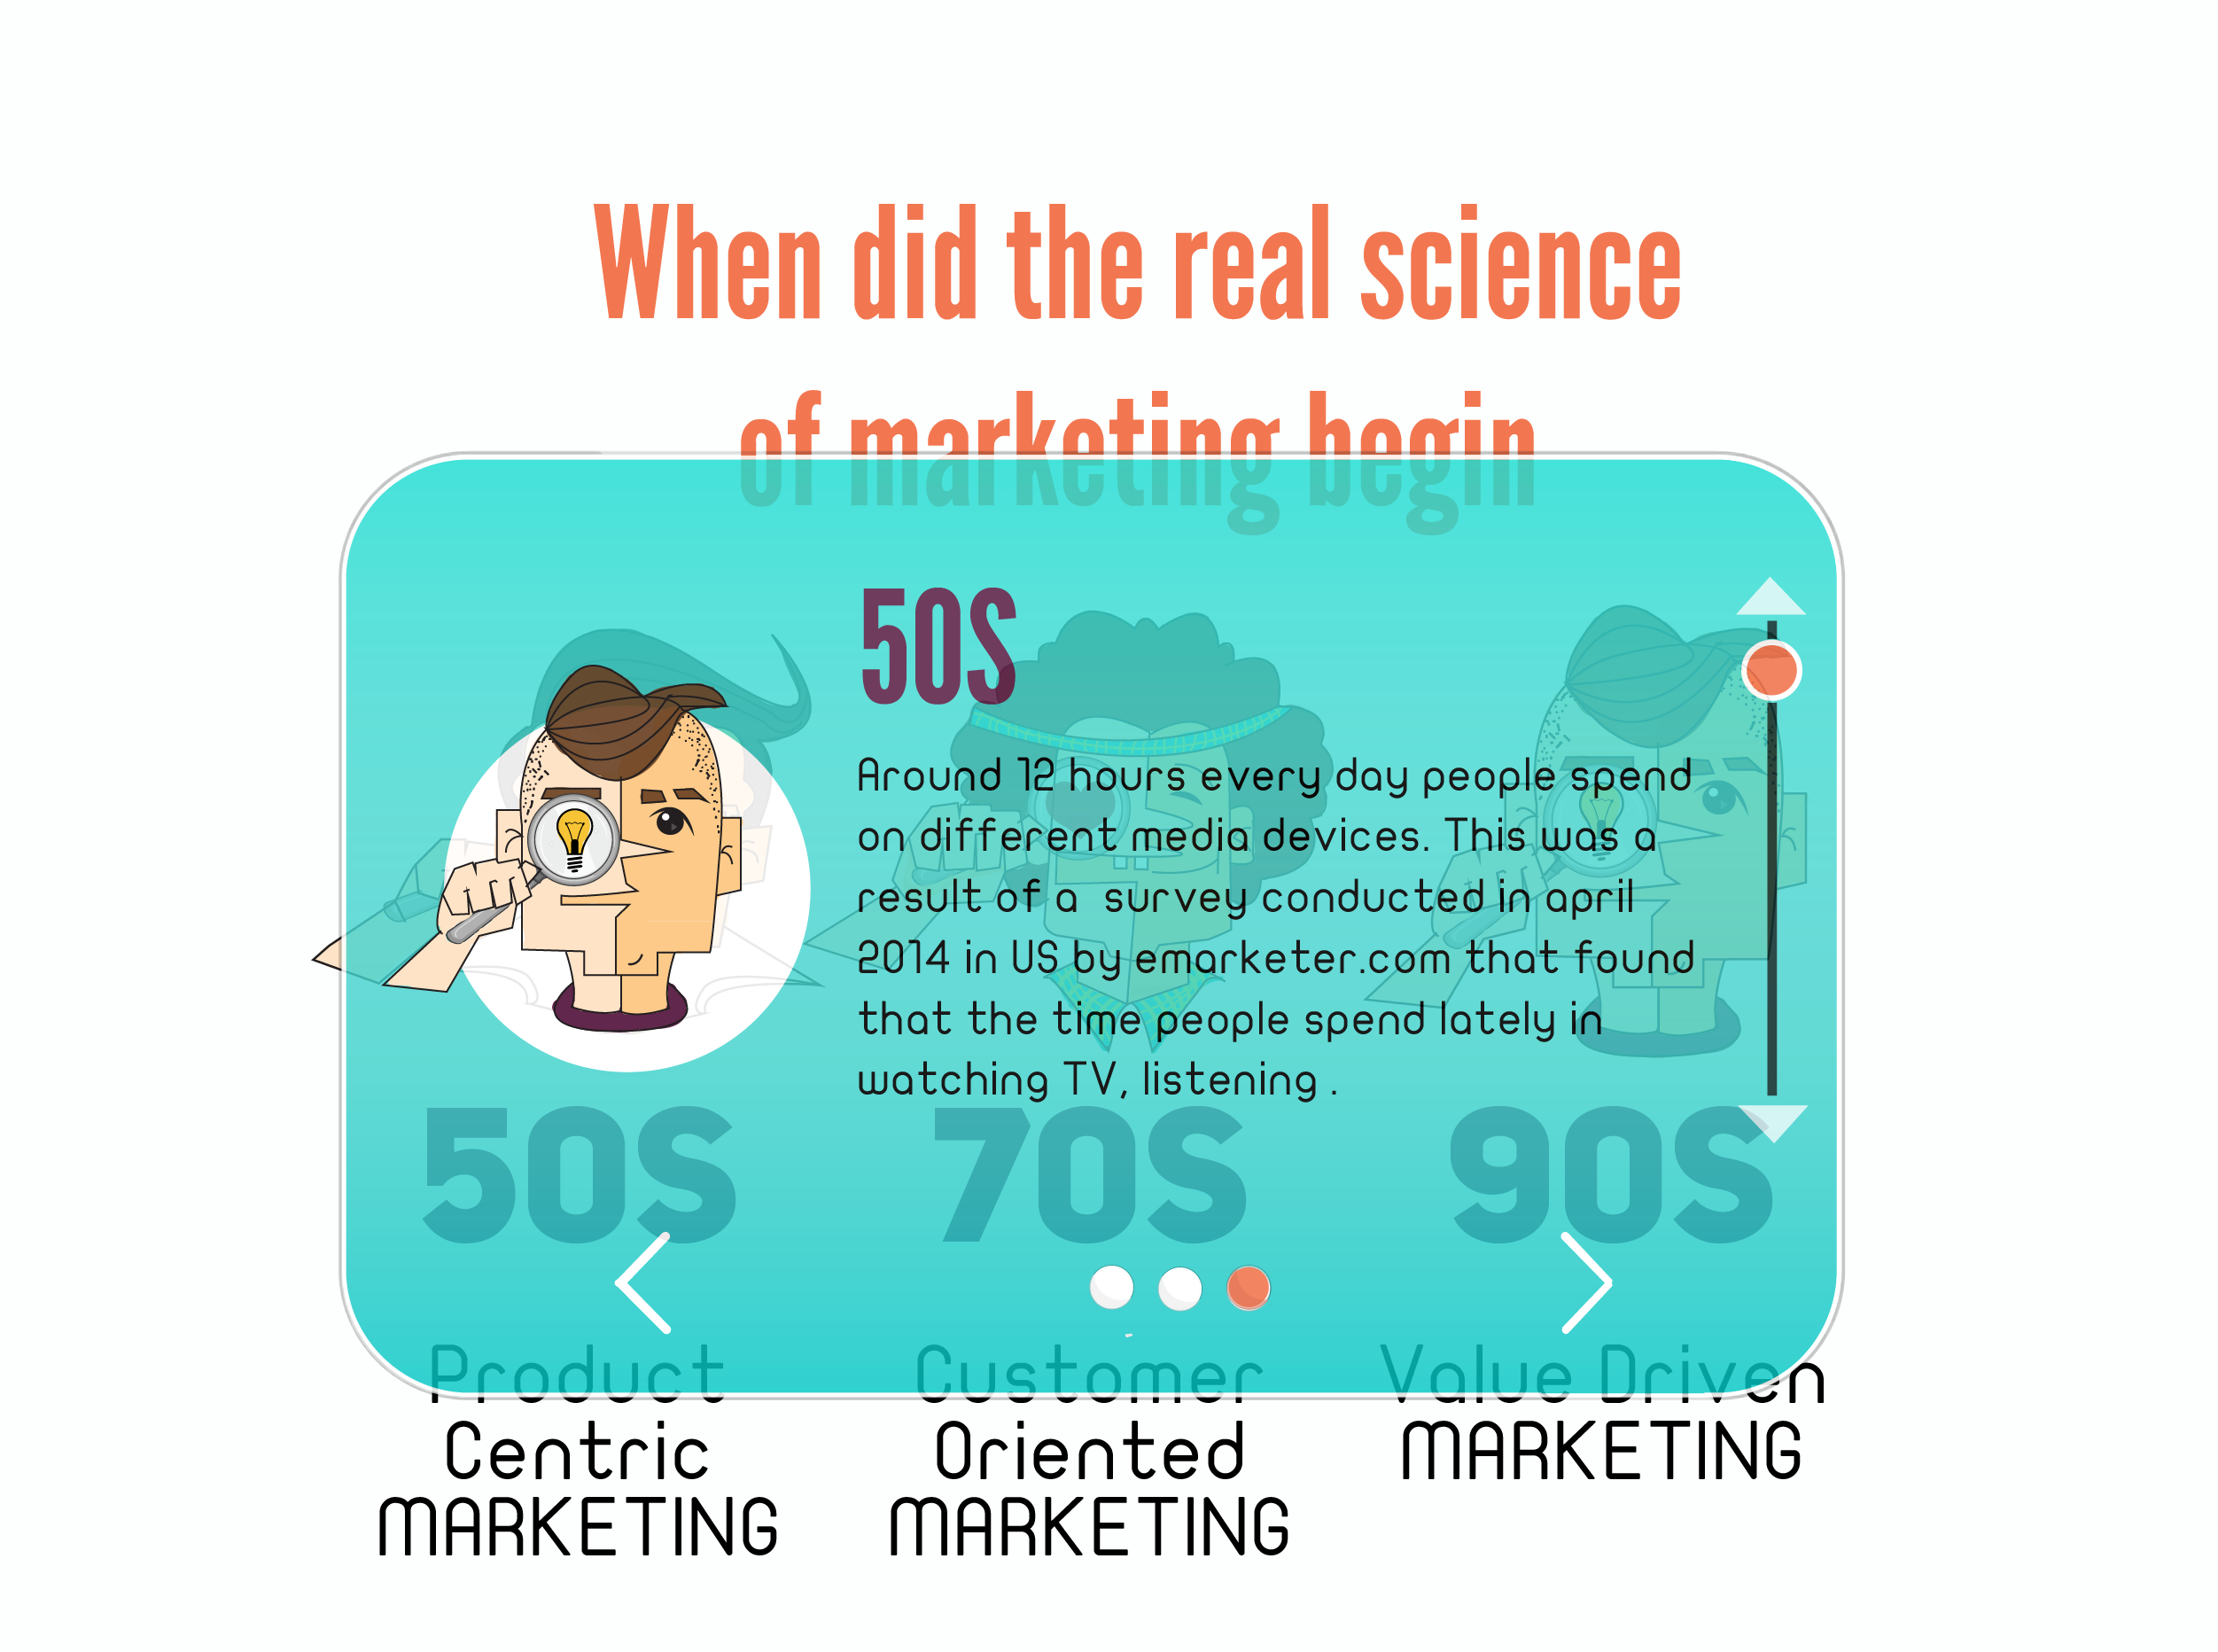 When did the real science
of marketing begin
50S
Around 12 hours every day people spend
on different media devices. This was a
result of a  survey conducted in april
2014 in US by emarketer.com that found
that the time people spend lately in
watching TV, listening .
50S
70S
90S
Product
Centric
MARKETING
Customer
Oriented
MARKETING
Value Driven
MARKETING